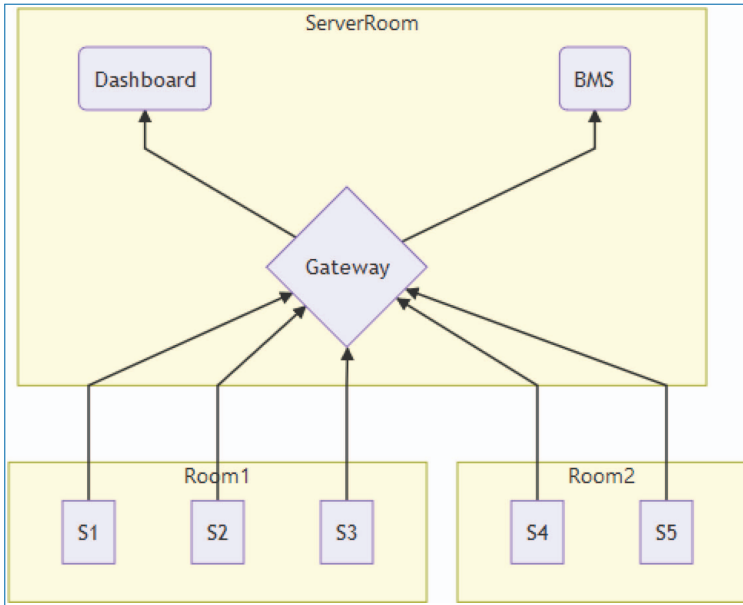 ServerRoom
Dashboard
BMS
Gateway
Room1
Room2
S1
S2
S3
S4
S5